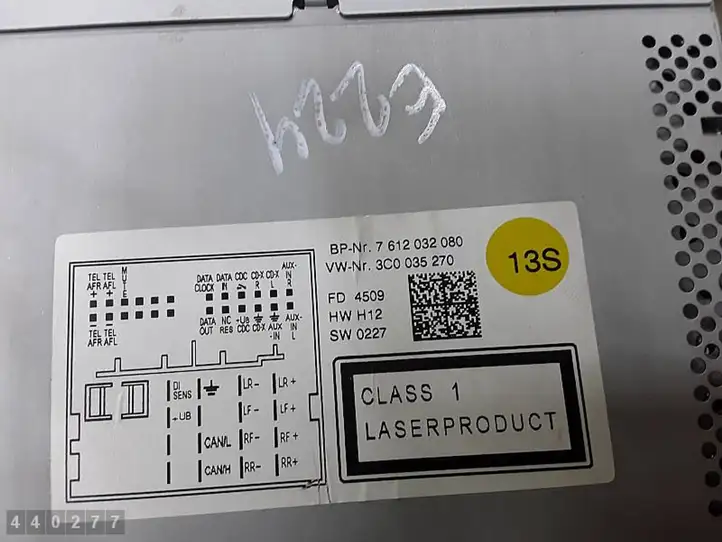 BP-Nr. 7 612 032 080
VW-Nr. 3C0 035 270
13S
FD 4509
HW H12
SW 0227
TEL TEL MUTE
AFR AFL
+ +
DATA DATA CDC CD-X CD-X AUX-
CLOCK IN R L IN
R
− −
TEL TEL
AFR AFL
DATA NC +UB AUX AUX-
OUT RES CDC CD-X -IN IN
L
DI SENS LR− LR+
+UB LF− LF+
CAN/L RF− RF+
CAN/H RR− RR+
CLASS 1
LASERPRODUCT
440277